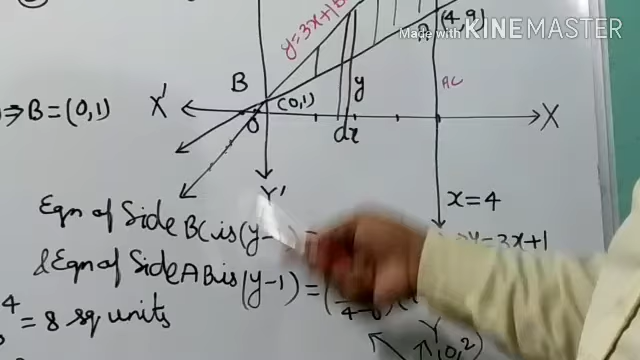 y=3x+1 B
A (4,9)
Made with KINEMASTER
B
y
AC
⇒B=(0,1)
X'
(0,1)
O
dx
X
Y'
x=4
Eqn of Side BC is (y-
y=3x+1
& Eqn of Side AB is (y-1) = (
4
= 8 sq units
Y
(0,2)